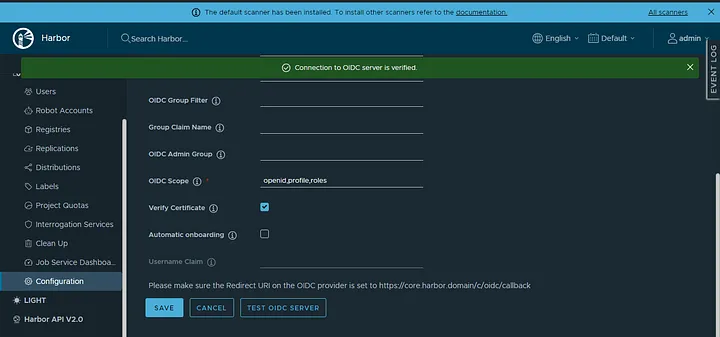 The default scanner has been installed. To install other scanners refer to the documentation.
All scanners
Harbor
Search Harbor...
English
Default
admin
EVENT LOG
Connection to OIDC server is verified.
Users
Robot Accounts
Registries
Replications
Distributions
Labels
Project Quotas
Interrogation Services
Clean Up
Job Service Dashboa...
Configuration
LIGHT
Harbor API V2.0
OIDC Group Filter
Group Claim Name
OIDC Admin Group
OIDC Scope * openid,profile,roles
Verify Certificate
Automatic onboarding
Username Claim
Please make sure the Redirect URI on the OIDC provider is set to https://core.harbor.domain/c/oidc/callback
SAVE
CANCEL
TEST OIDC SERVER